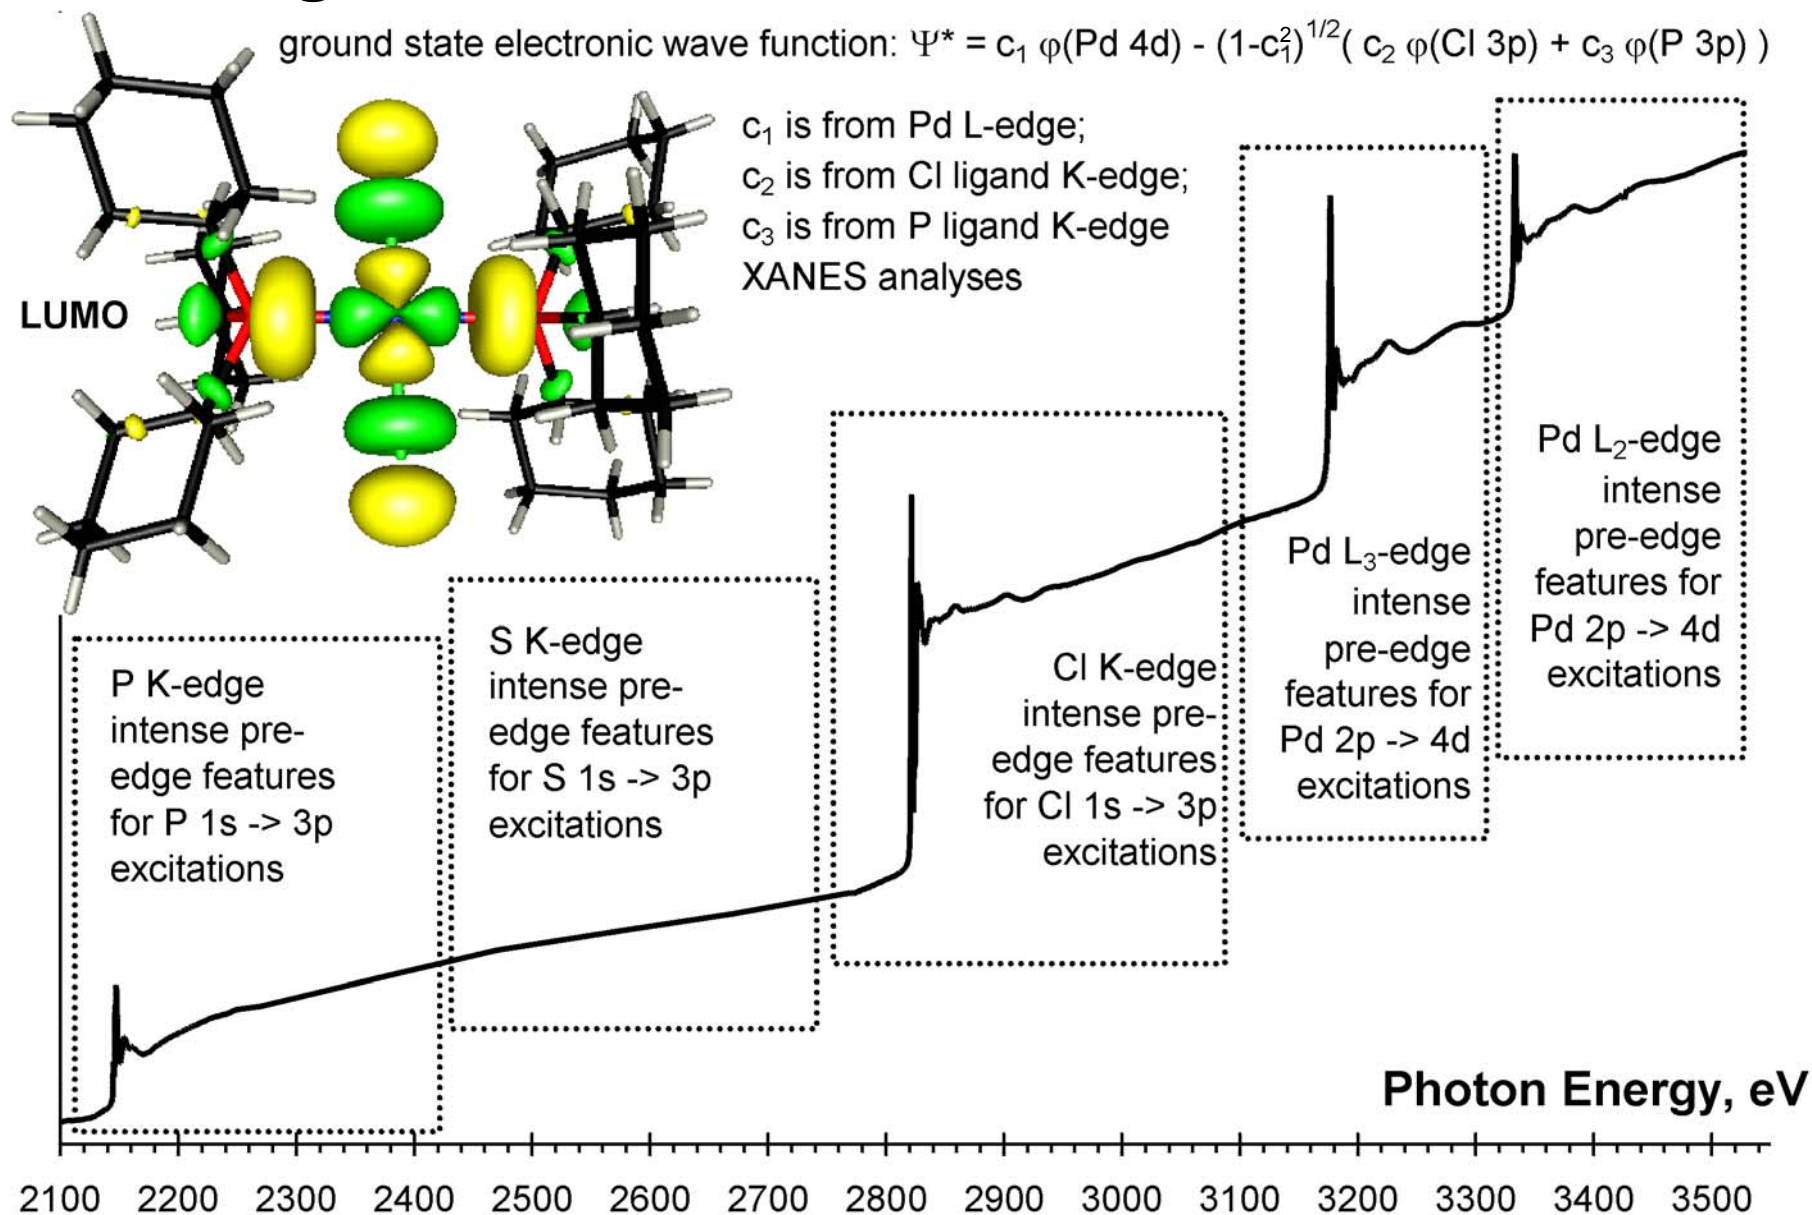 ground state electronic wave function: Ψ* = c₁ φ(Pd 4d) - (1-c₁²)¹/²( c₂ φ(Cl 3p) + c₃ φ(P 3p) )
c₁ is from Pd L-edge;
c₂ is from Cl ligand K-edge;
c₃ is from P ligand K-edge
XANES analyses
LUMO
P K-edge
intense pre-
edge features
for P 1s -> 3p
excitations
S K-edge
intense pre-
edge features
for S 1s -> 3p
excitations
Cl K-edge
intense pre-
edge features
for Cl 1s -> 3p
excitations
Pd L₃-edge
intense
pre-edge
features for
Pd 2p -> 4d
excitations
Pd L₂-edge
intense
pre-edge
features for
Pd 2p -> 4d
excitations
Photon Energy, eV
2100 2200 2300 2400 2500 2600 2700 2800 2900 3000 3100 3200 3300 3400 3500